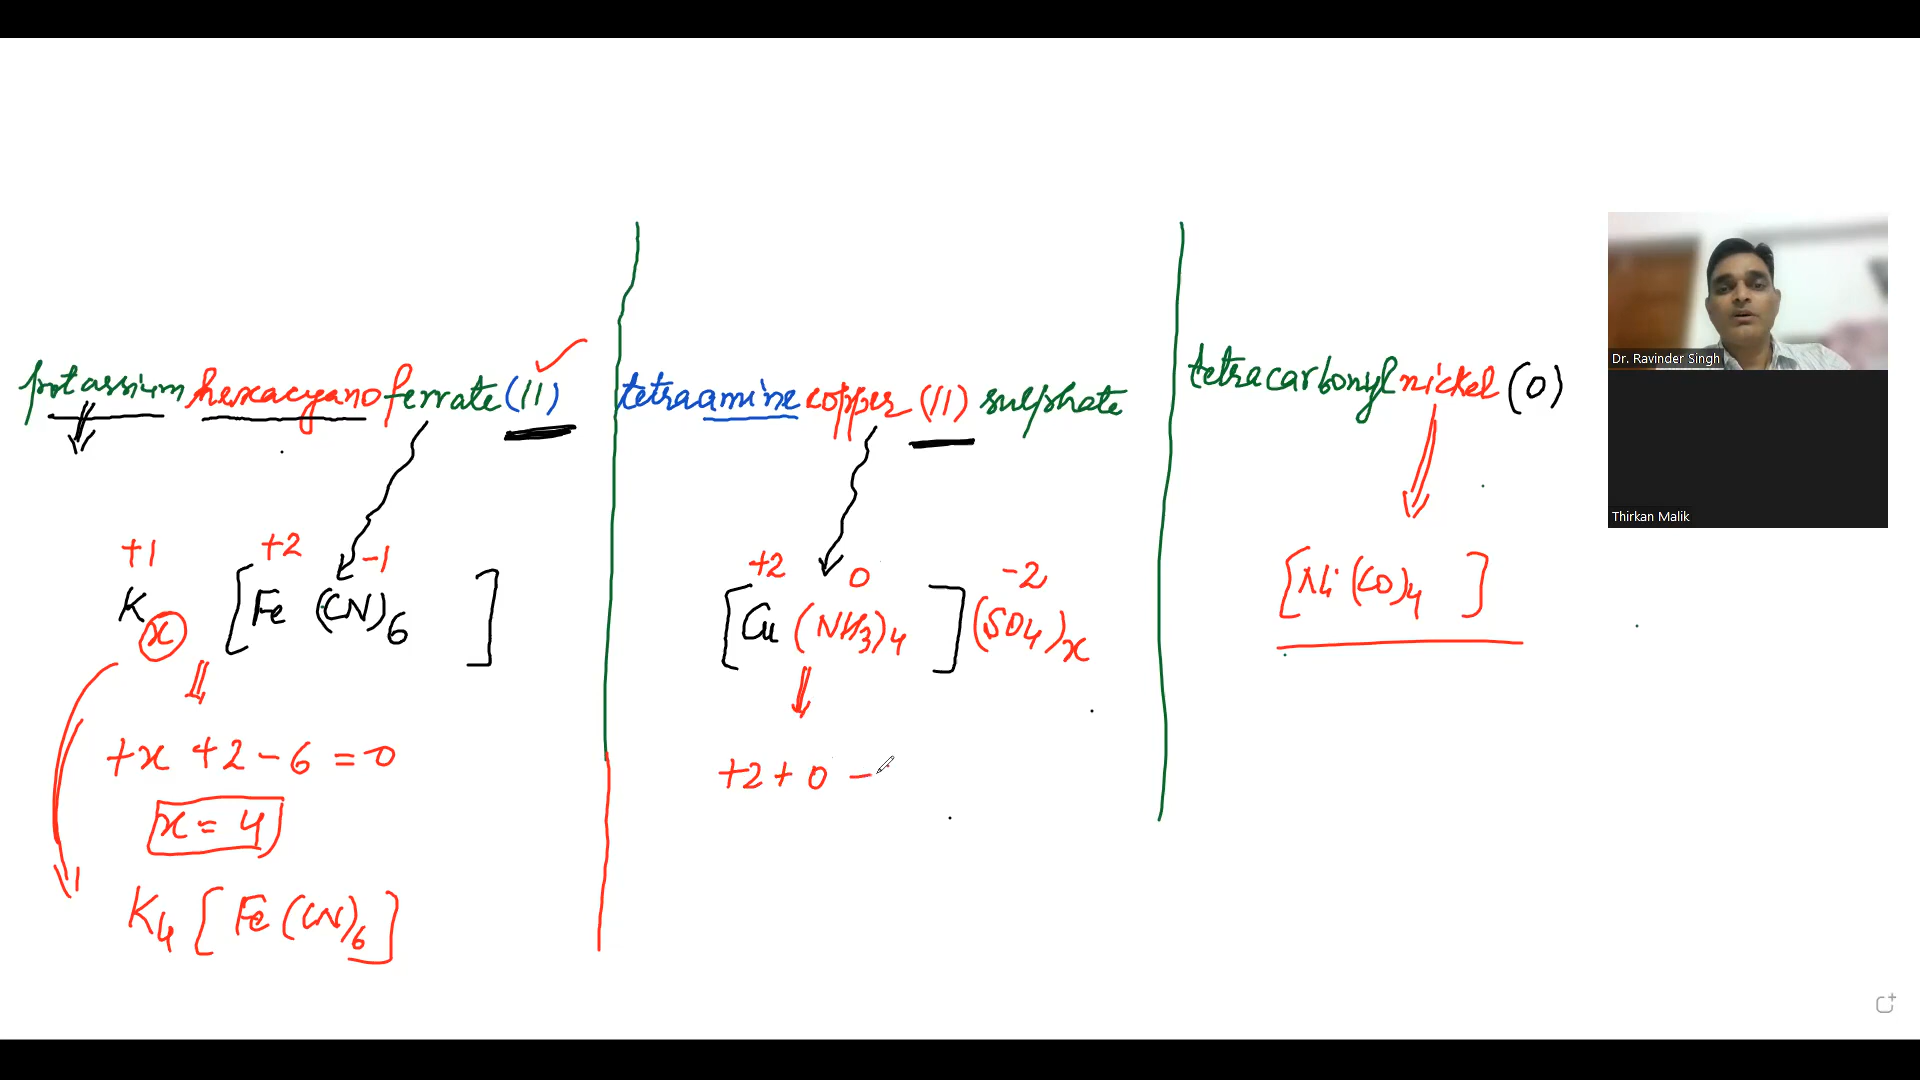 potassium hexacyanoferrate (II)
+1 +2 -1
K x [Fe (CN)6 ]
+x +2 - 6 = 0
x = 4
K4 [Fe (CN)6]
tetraamine copper (II) sulphate
+2 0 -2
[Cu (NH3)4 ] (SO4)x
+2 + 0 -
tetracarbonyl nickel (0)
[Ni (CO)4 ]
Dr. Ravinder Singh
Thirkan Malik